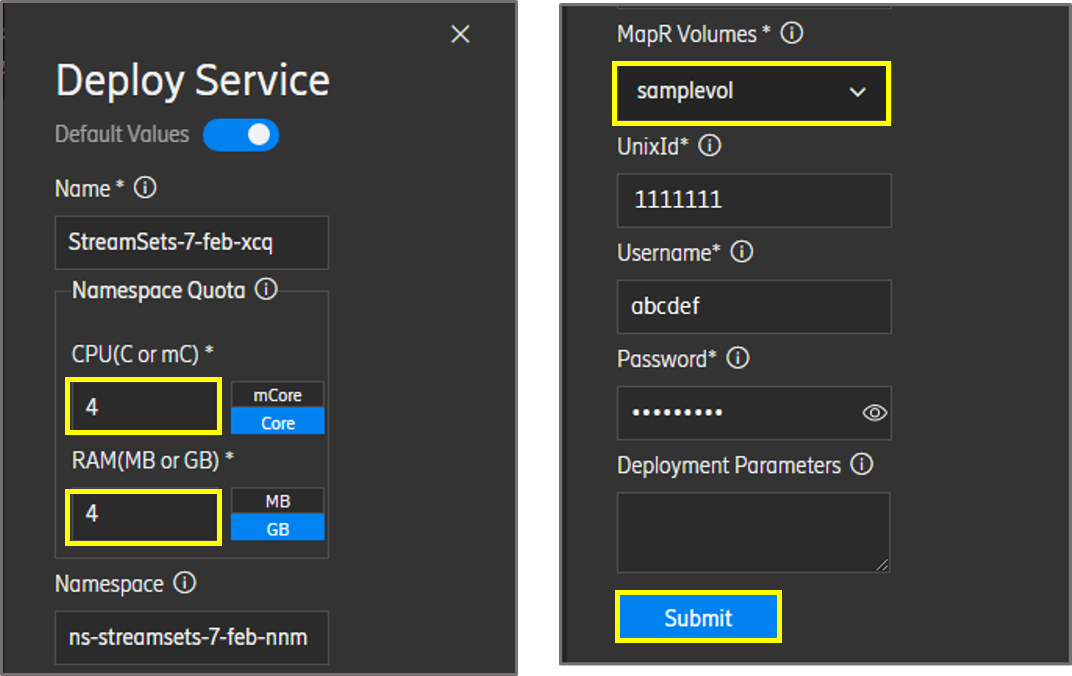 Deploy Service
Default Values
Name *
StreamSets-7-feb-xcq
Namespace Quota
CPU(C or mC) *
4
mCore
Core
RAM(MB or GB) *
4
MB
GB
Namespace
ns-streamsets-7-feb-nnm
MapR Volumes *
samplevol
UnixId*
1111111
Username*
abcdef
Password*
•••••••••
Deployment Parameters
Submit